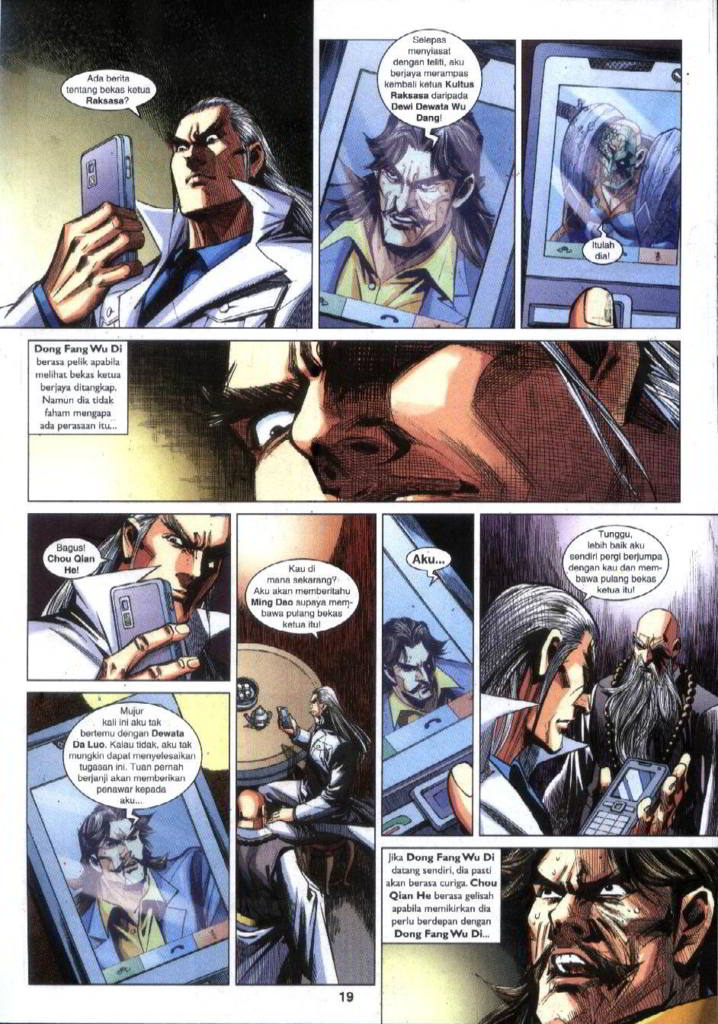 Ada berita
tentang bekas ketua
Raksasa?
Selepas
menyiasat
dengan teliti, aku
berjaya merampas
kembali ketua Kultus
Raksasa daripada
Dewi Dewata Wu
Dang!
Itulah
dia!
Dong Fang Wu Di
berasa pelik apabila
melihat bekas ketua
berjaya ditangkap.
Namun dia tidak
faham mengapa
ada perasaan itu...
Bagus!
Chou Qian
He!
Kau di
mana sekarang?
Aku akan memberitahu
Ming Dao supaya mem-
bawa pulang bekas
ketua itu!
Aku...
Tunggu,
lebih baik aku
sendiri pergi berjumpa
dengan kau dan mem-
bawa pulang bekas
ketua itu!
Mujur
kali ini aku tak
bertemu dengan Dewata
Da Luo. Kalau tidak, aku tak
mungkin dapat menyelesaikan
tugasan ini. Tuan pernah
berjanji akan memberikan
penawar kepada
aku...
Jika Dong Fang Wu Di
datang sendiri, dia pasti
akan berasa curiga. Chou
Qian He berasa gelisah
apabila memikirkan dia
perlu berdepan dengan
Dong Fang Wu Di...
19